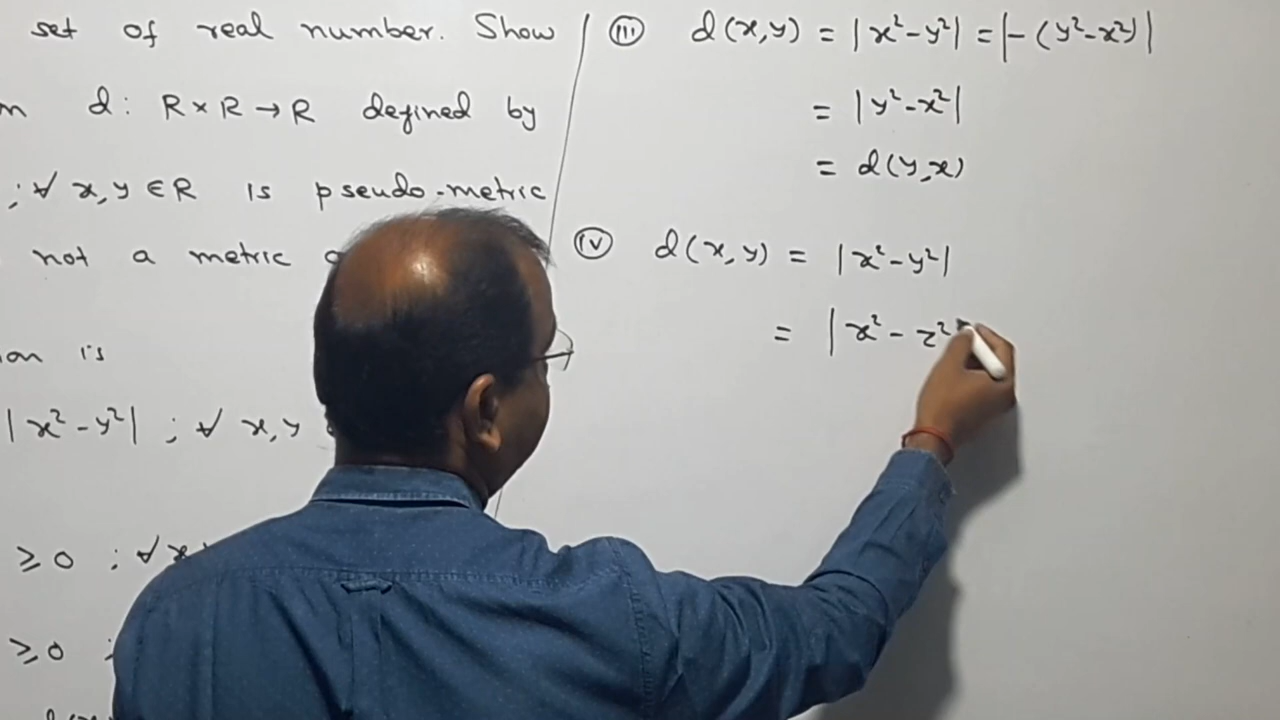 set of real number. Show
d: R × R → R defined by
; ∀ x, y ∈ R is pseudo-metric
not a metric
is
|x² - y²| ; ∀ x, y
≥ 0 ; ∀ x
≥ 0 ;
(iii) d(x, y) = |x² - y²| = |-(y² - x²)|
= |y² - x²|
= d(y, x)
(iv) d(x, y) = |x² - y²|
= |x² - z²